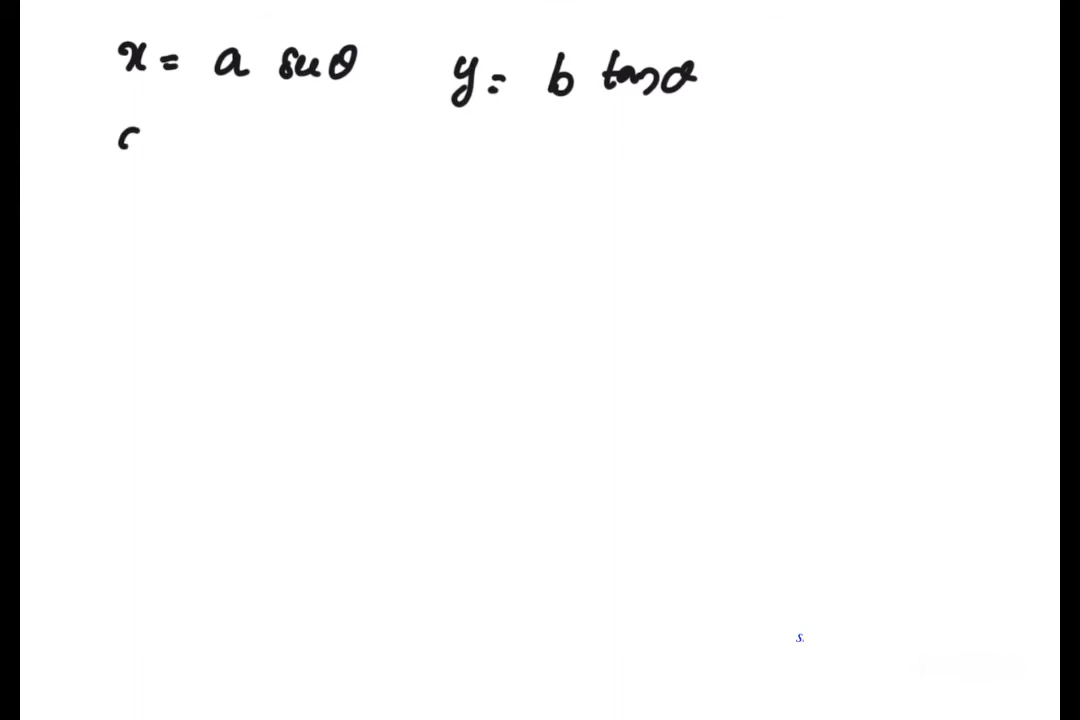 x = a secθ y = b tanθ
c
s.